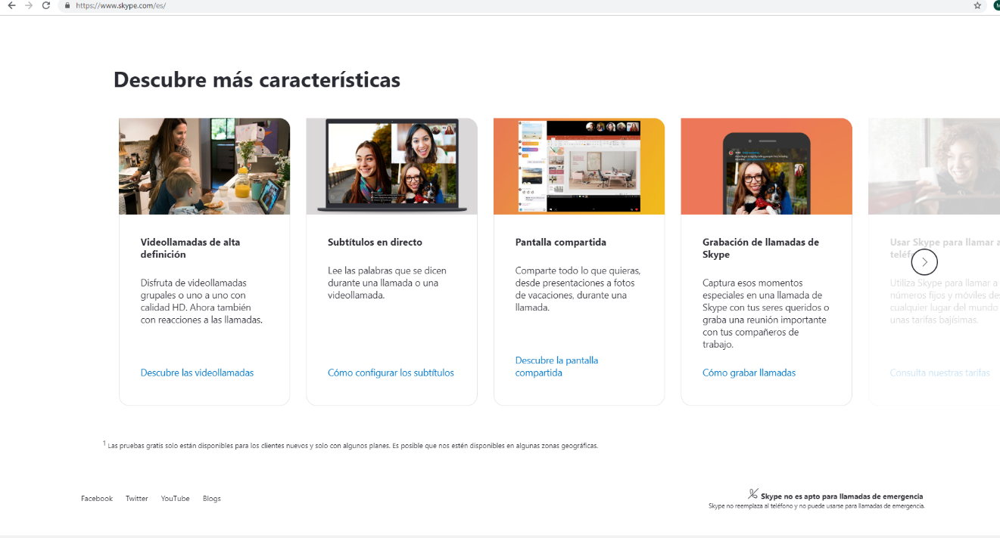 https://www.skype.com/es/
Descubre más características
Videollamadas de alta
definición
Disfruta de videollamadas
grupales o uno a uno con
calidad HD. Ahora también
con reacciones a las llamadas.
Descubre las videollamadas
Subtítulos en directo
Lee las palabras que se dicen
durante una llamada o una
videollamada.
Cómo configurar los subtítulos
Pantalla compartida
Comparte todo lo que quieras,
desde presentaciones a fotos
de vacaciones, durante una
llamada.
Descubre la pantalla
compartida
Grabación de llamadas de
Skype
Captura esos momentos
especiales en una llamada de
Skype con tus seres queridos o
graba una reunión importante
con tus compañeros de
trabajo.
Cómo grabar llamadas
Usar Skype para llamar a
teléf
Utiliza Skype para llamar a
números fijos y móviles des
cualquier lugar del mundo
unas tarifas bajísimas.
Consulta nuestras tarifas
1 Las pruebas gratis solo están disponibles para los clientes nuevos y solo con algunos planes. Es posible que nos estén disponibles en algunas zonas geográficas.
Facebook Twitter YouTube Blogs
Skype no es apto para llamadas de emergencia
Skype no reemplaza al teléfono y no puede usarse para llamadas de emergencia.